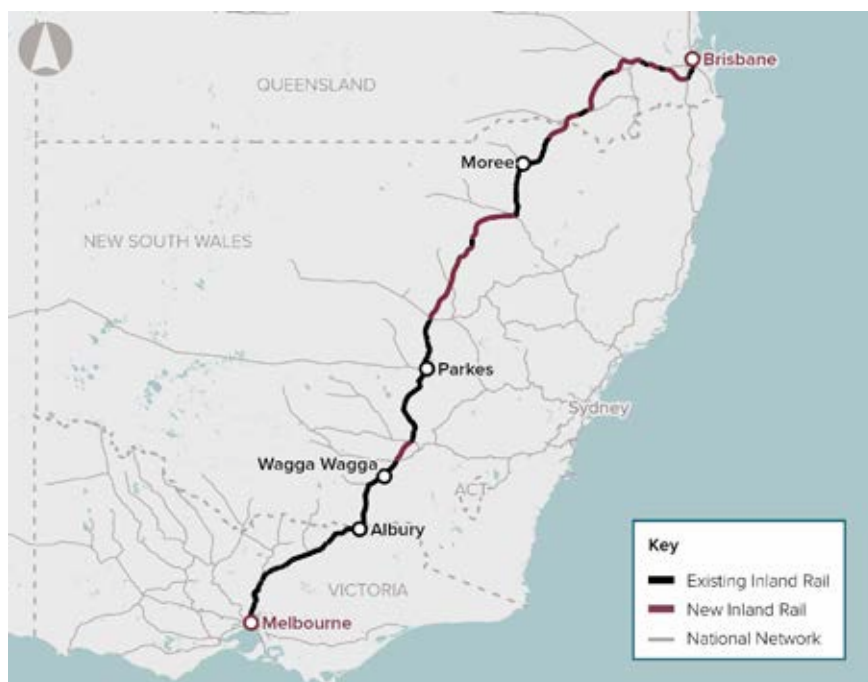 Brisbane
QUEENSLAND
Moree
NEW SOUTH WALES
Parkes
Sydney
Wagga Wagga
ACT
Albury
Key
Existing Inland Rail
VICTORIA
New Inland Rail
Melbourne
National Network